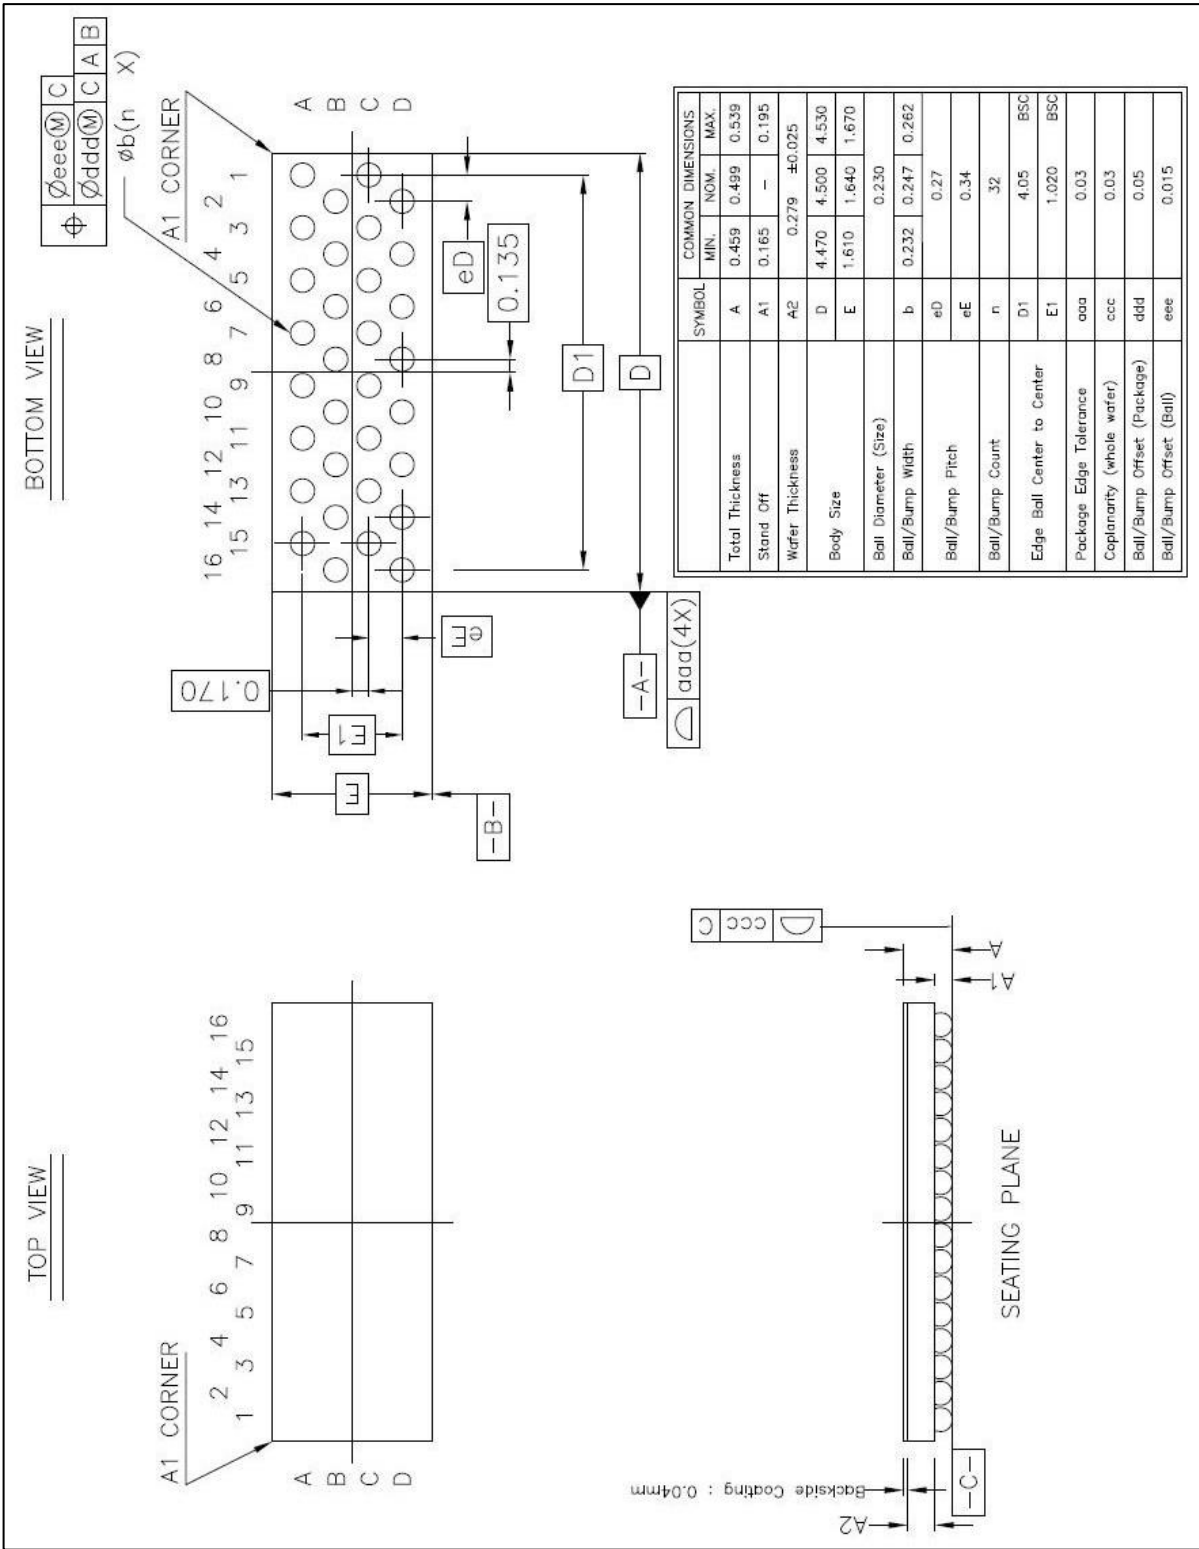 TOP VIEW
A1 CORNER
2 4 6 8 10 12 14 16
1 3 5 7 9 11 13 15
A
B
C
D
BOTTOM VIEW
⌖ Øeee Ⓜ C
Øddd Ⓜ C A B
øb(n X)
A1 CORNER
16 14 12 10 8 6 4 2
15 13 11 9 7 5 3 1
A
B
C
D
0.170
E
E1
eE
eD
0.135
D1
D
-B-
-A-
aaa(4X)
Backside Coating : 0.04mm
A2
-C-
SEATING PLANE
ccc C
A
A1
SYMBOL COMMON DIMENSIONS
MIN. NOM. MAX.
Total Thickness A 0.459 0.499 0.539
Stand Off A1 0.165 – 0.195
Wafer Thickness A2 0.279 ±0.025
Body Size D 4.470 4.500 4.530
E 1.610 1.640 1.670
Ball Diameter (Size) 0.230
Ball/Bump Width b 0.232 0.247 0.262
Ball/Bump Pitch eD 0.27
eE 0.34
Ball/Bump Count n 32
Edge Ball Center to Center D1 4.05 BSC
E1 1.020 BSC
Package Edge Tolerance aaa 0.03
Coplanarity (whole wafer) ccc 0.03
Ball/Bump Offset (Package) ddd 0.05
Ball/Bump Offset (Ball) eee 0.015